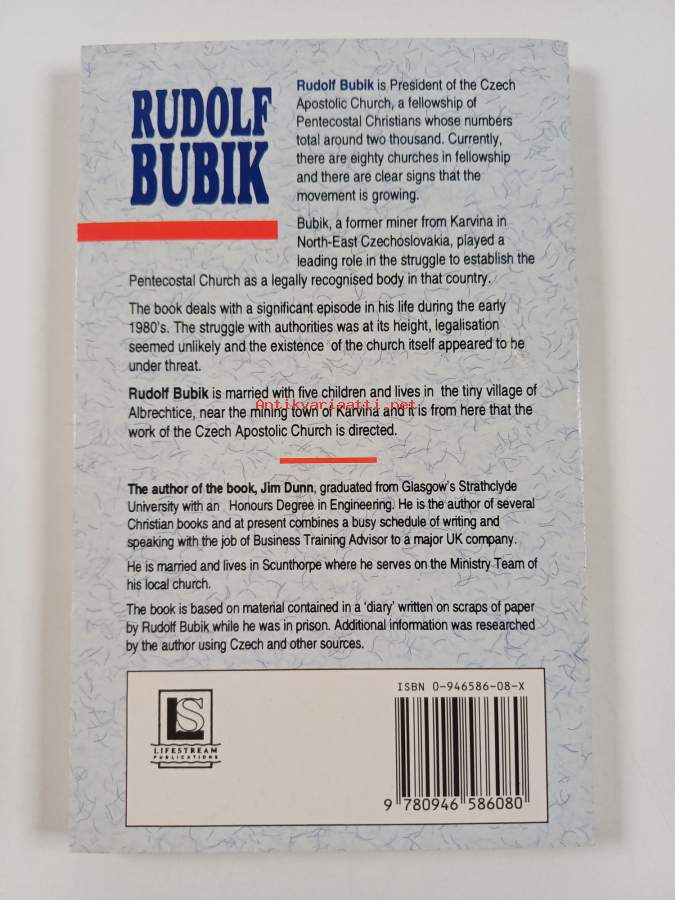 RUDOLF
BUBIK
Rudolf Bubik is President of the Czech
Apostolic Church, a fellowship of
Pentecostal Christians whose numbers
total around two thousand. Currently,
there are eighty churches in fellowship
and there are clear signs that the
movement is growing.
Bubik, a former miner from Karvina in
North-East Czechoslovakia, played a
leading role in the struggle to establish the
Pentecostal Church as a legally recognised body in that country.
The book deals with a significant episode in his life during the early
1980's. The struggle with authorities was at its height, legalisation
seemed unlikely and the existence of the church itself appeared to be
under threat.
Rudolf Bubik is married with five children and lives in the tiny village of
Albrechtice, near the mining town of Karvina and it is from here that the
Antikvariaatti.net
work of the Czech Apostolic Church is directed.
The author of the book, Jim Dunn, graduated from Glasgow's Strathclyde
University with an Honours Degree in Engineering. He is the author of several
Christian books and at present combines a busy schedule of writing and
speaking with the job of Business Training Advisor to a major UK company.
He is married and lives in Scunthorpe where he serves on the Ministry Team of
his local church.
The book is based on material contained in a 'diary' written on scraps of paper
by Rudolf Bubik while he was in prison. Additional information was researched
by the author using Czech and other sources.
LS
LIFESTREAM
PUBLICATIONS
ISBN 0-946586-08-X
9 780946 586080